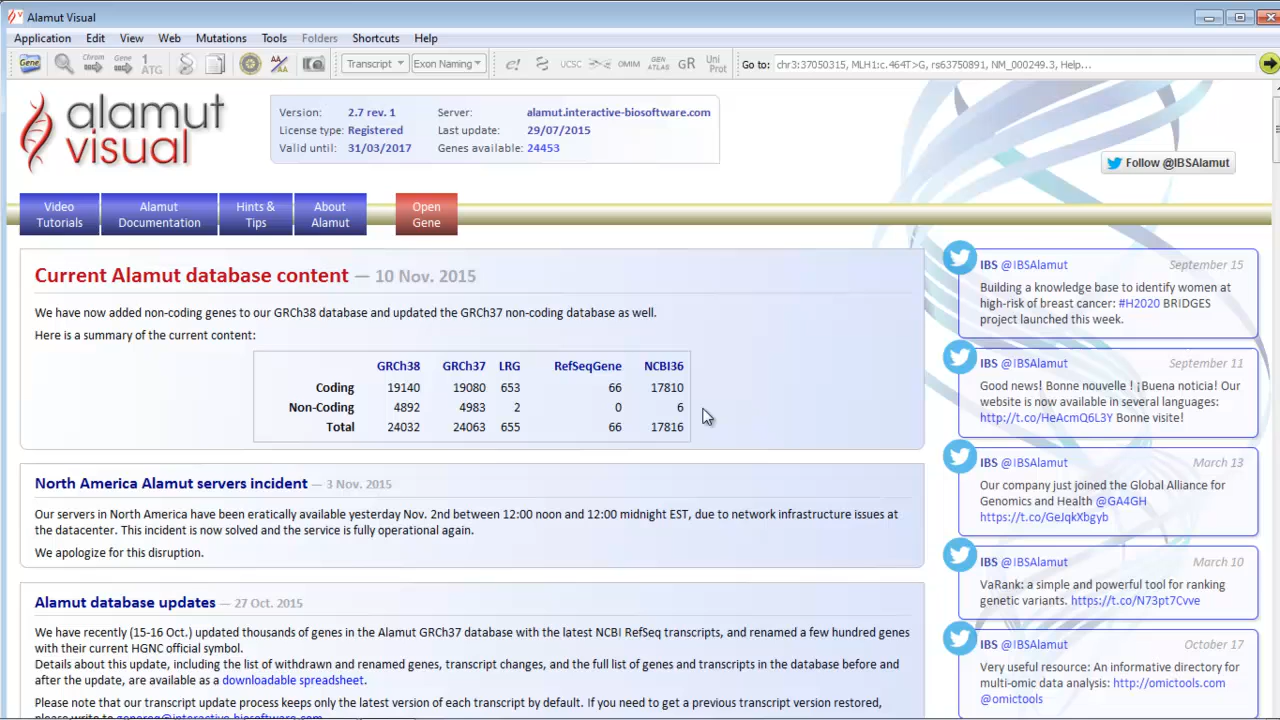 Alamut Visual
Application Edit View Web Mutations Tools Folders Shortcuts Help
Gene Chrom Gene 1 ATG Transcript Exon Naming e! UCSC OMIM GEN ATLAS GR Uni Prot Go to: chr3:37050315, MLH1:c.464T>G, rs63750891, NM_000249.3, Help...
alamut
visual
Version: 2.7 rev. 1 Server: alamut.interactive-biosoftware.com
License type: Registered Last update: 29/07/2015
Valid until: 31/03/2017 Genes available: 24453
Follow @IBSAlamut
Video Tutorials
Alamut Documentation
Hints & Tips
About Alamut
Open Gene
Current Alamut database content — 10 Nov. 2015
We have now added non-coding genes to our GRCh38 database and updated the GRCh37 non-coding database as well.
Here is a summary of the current content:
GRCh38 GRCh37 LRG RefSeqGene NCBI36
Coding 19140 19080 653 66 17810
Non-Coding 4892 4983 2 0 6
Total 24032 24063 655 66 17816
North America Alamut servers incident — 3 Nov. 2015
Our servers in North America have been eratically available yesterday Nov. 2nd between 12:00 noon and 12:00 midnight EST, due to network infrastructure issues at
the datacenter. This incident is now solved and the service is fully operational again.
We apologize for this disruption.
Alamut database updates — 27 Oct. 2015
We have recently (15-16 Oct.) updated thousands of genes in the Alamut GRCh37 database with the latest NCBI RefSeq transcripts, and renamed a few hundred genes
with their current HGNC official symbol.
Details about this update, including the list of withdrawn and renamed genes, transcript changes, and the full list of genes and transcripts in the database before and
after the update, are available as a downloadable spreadsheet.
Please note that our transcript update process keeps only the latest version of each transcript by default. If you need to get a previous transcript version restored,
please write to genereq@interactive-biosoftware.com
IBS @IBSAlamut September 15
Building a knowledge base to identify women at
high-risk of breast cancer: #H2020 BRIDGES
project launched this week.
IBS @IBSAlamut September 11
Good news! Bonne nouvelle ! ¡Buena noticia! Our
website is now available in several languages:
http://t.co/HeAcmQ6L3Y Bonne visite!
IBS @IBSAlamut March 13
Our company just joined the Global Alliance for
Genomics and Health @GA4GH
https://t.co/GeJqkXbgyb
IBS @IBSAlamut March 10
VaRank: a simple and powerful tool for ranking
genetic variants. https://t.co/N73pt7Cvve
IBS @IBSAlamut October 17
Very useful resource: An informative directory for
multi-omic data analysis: http://omictools.com
@omictools